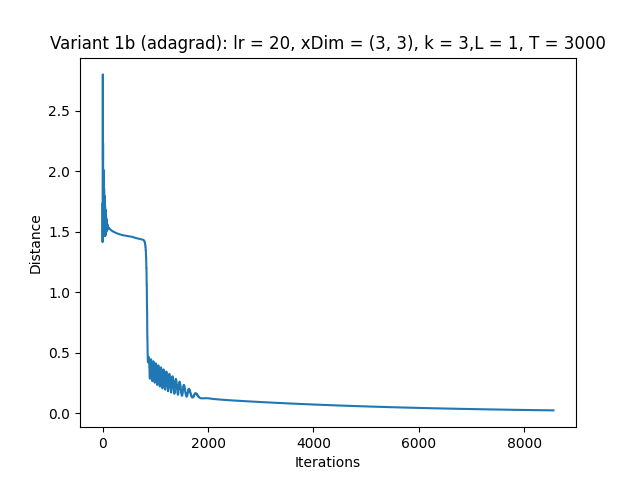 Variant 1b (adagrad): lr = 20, xDim = (3, 3), k = 3,L = 1, T = 3000
2.5
2.0
1.5
1.0
0.5
0.0
Distance
0 2000 4000 6000 8000
Iterations